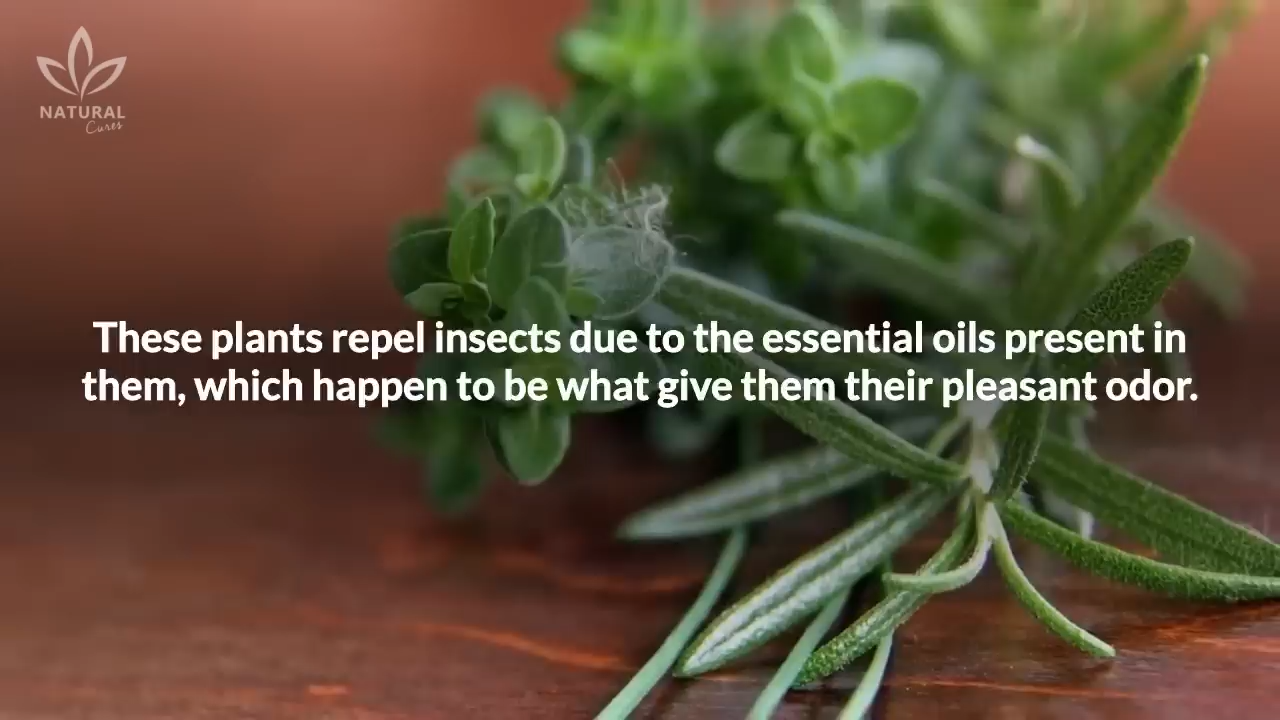 NATURAL
Cures
These plants repel insects due to the essential oils present in
them, which happen to be what give them their pleasant odor.